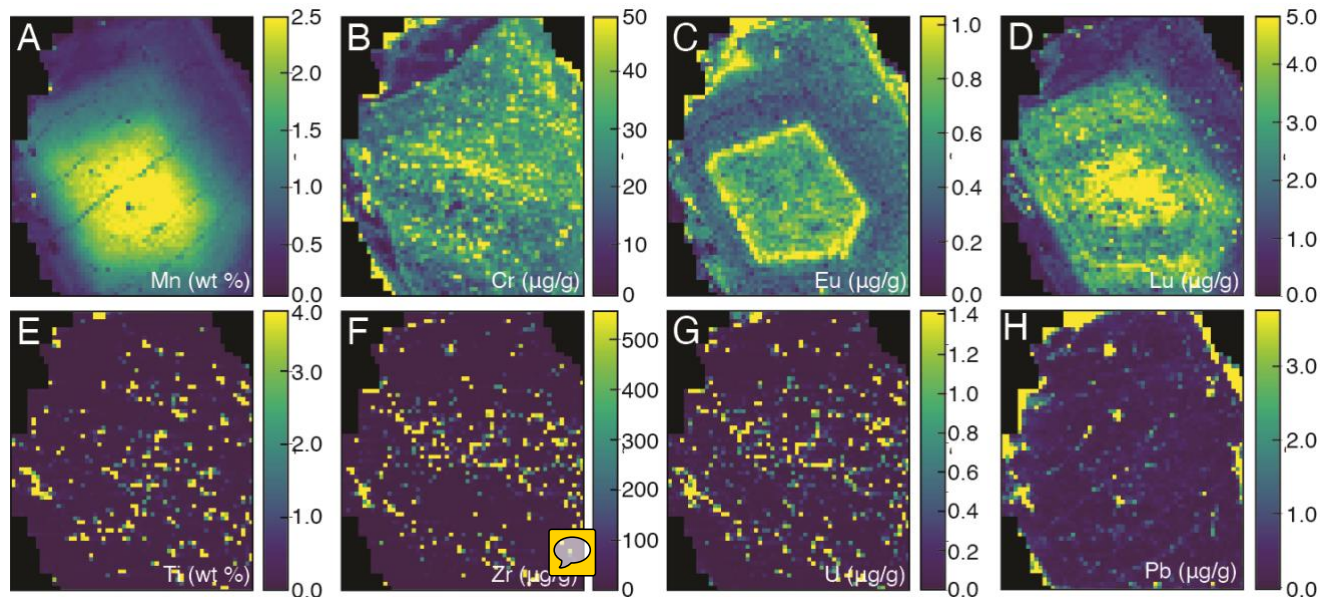 A
Mn (wt %)
2.5
2.0
1.5
1.0
0.5
0.0
B
Cr (µg/g)
50
40
30
20
10
0
C
Eu (µg/g)
1.0
0.8
0.6
0.4
0.2
0.0
D
Lu (µg/g)
5.0
4.0
3.0
2.0
1.0
0.0
E
Ti (wt %)
4.0
3.0
2.0
1.0
0.0
F
Zr (µg/g)
500
400
300
200
100
0
G
U (µg/g)
1.4
1.2
1.0
0.8
0.6
0.4
0.2
0.0
H
Pb (µg/g)
3.0
2.0
1.0
0.0